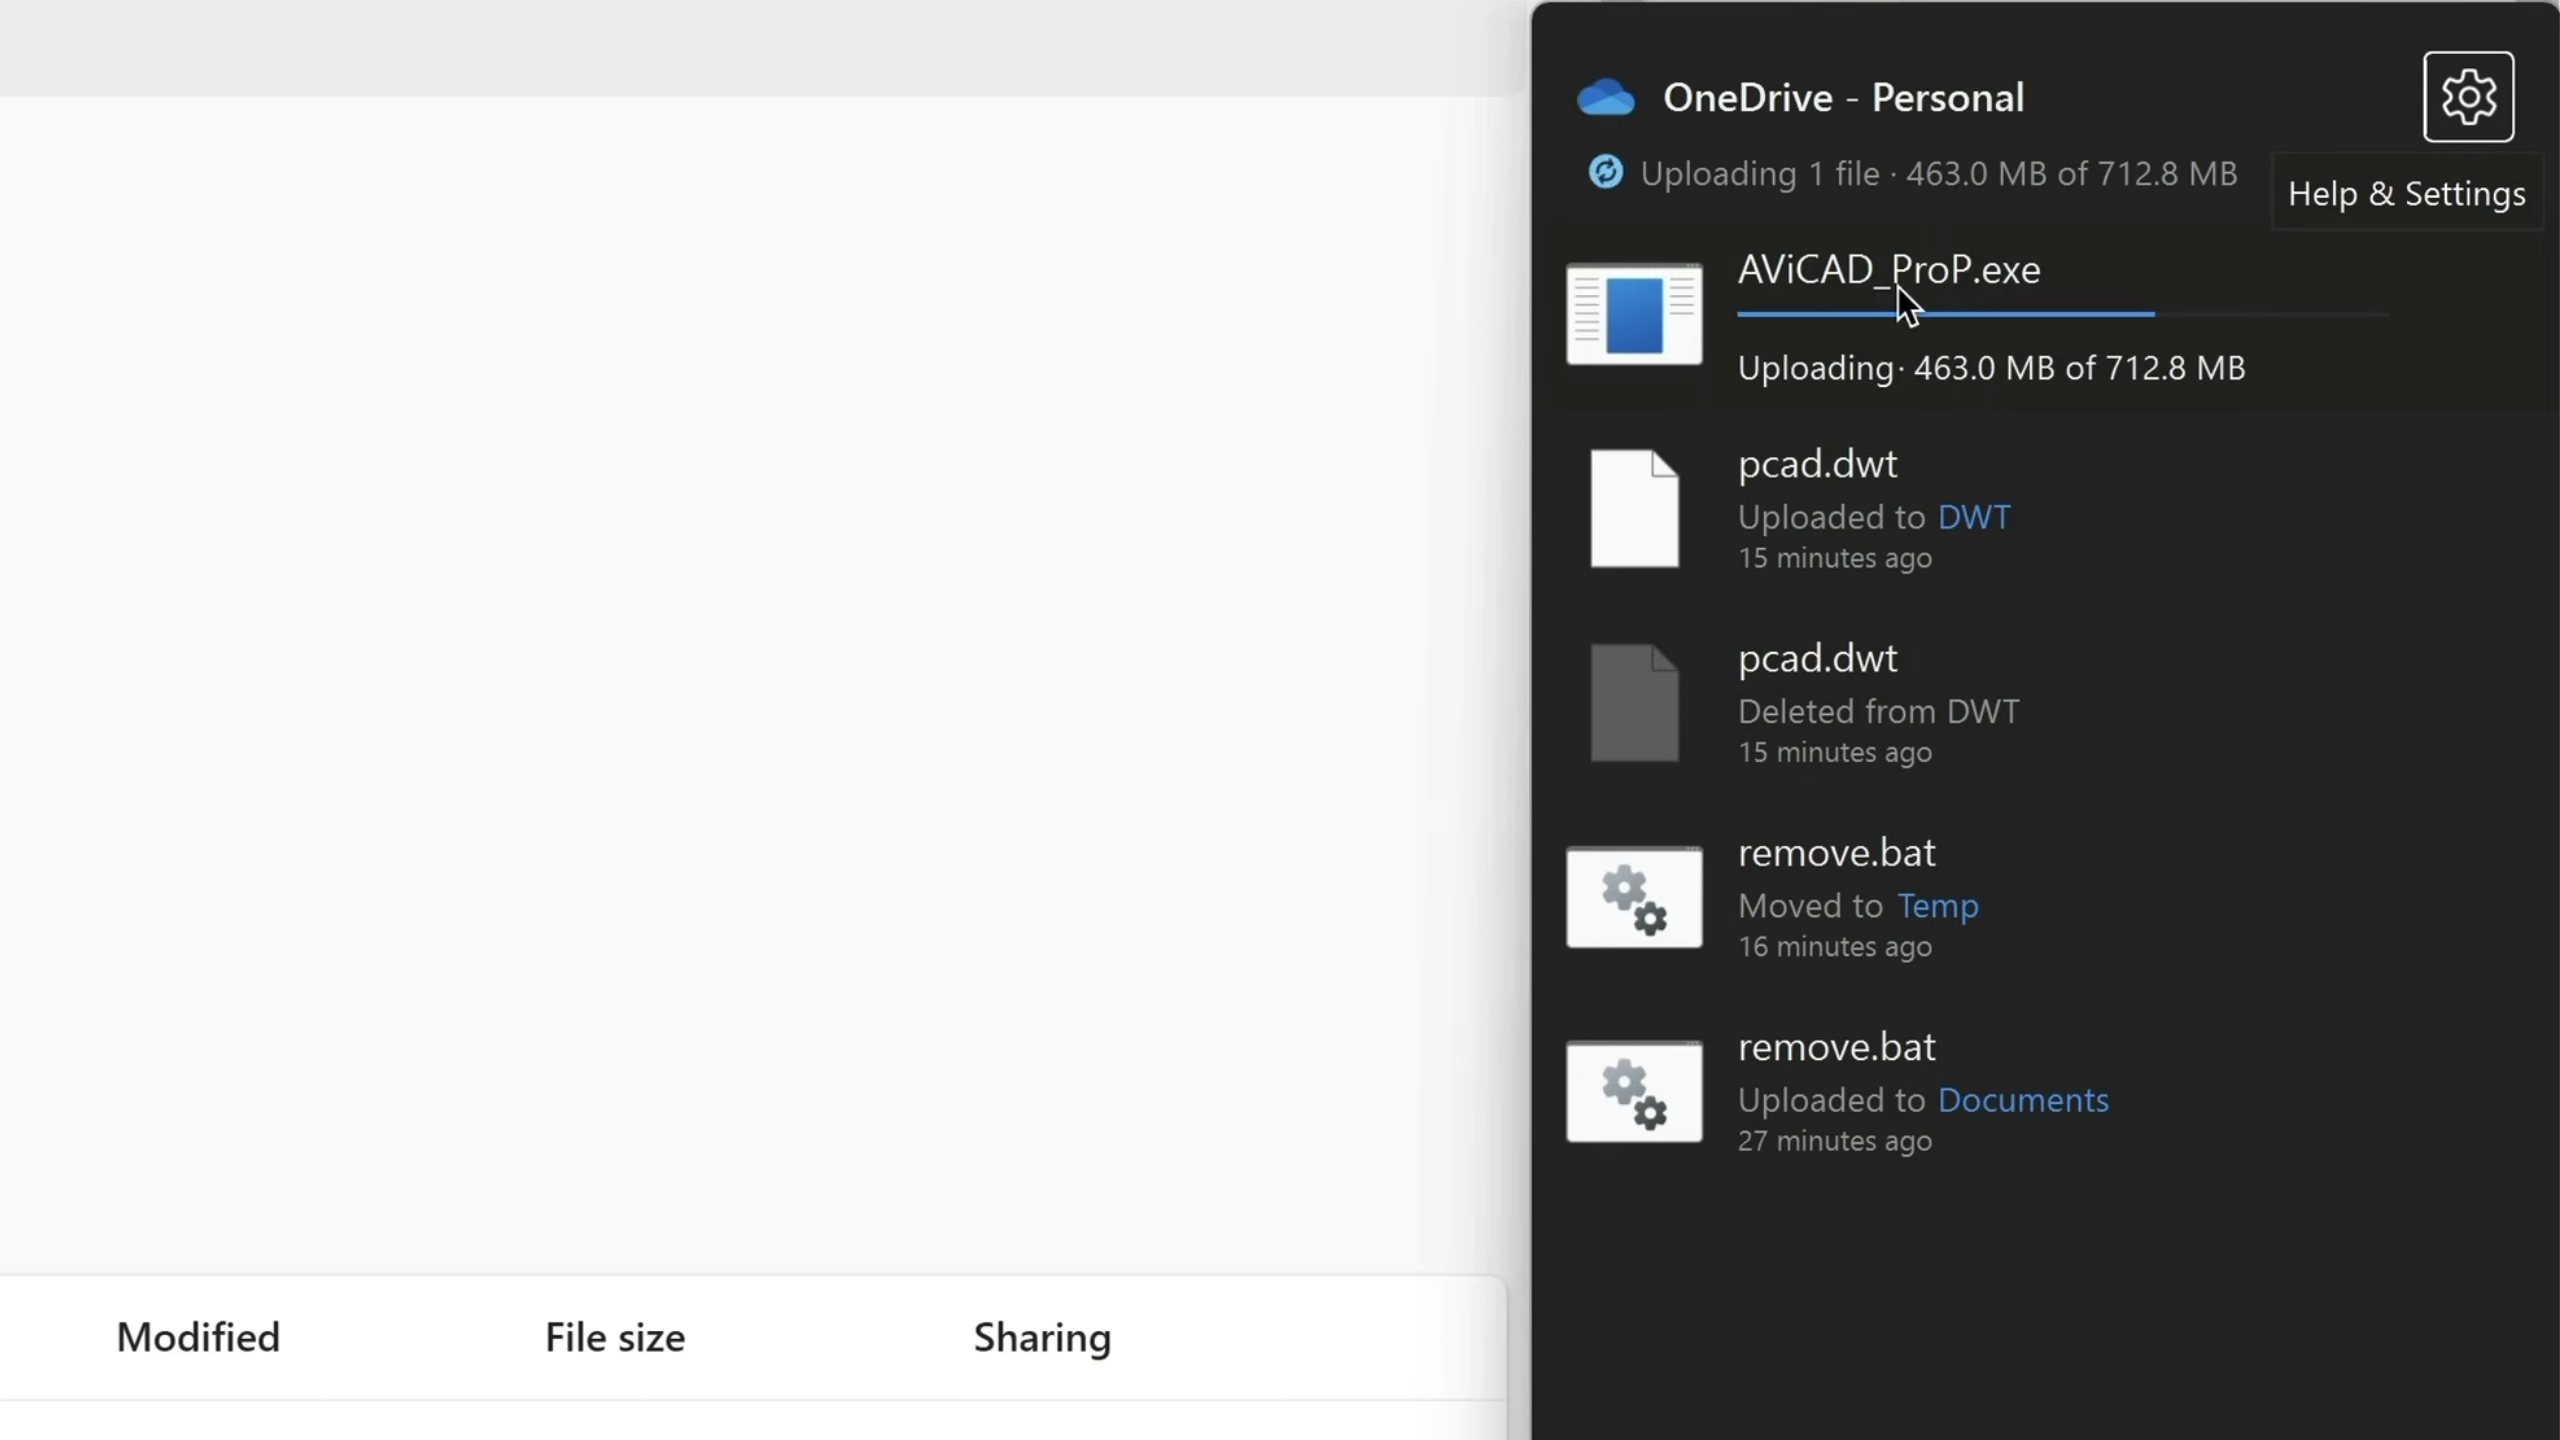 OneDrive - Personal
Uploading 1 file · 463.0 MB of 712.8 MB
Help & Settings
AViCAD_ProP.exe
Uploading· 463.0 MB of 712.8 MB
pcad.dwt
Uploaded to DWT
15 minutes ago
pcad.dwt
Deleted from DWT
15 minutes ago
remove.bat
Moved to Temp
16 minutes ago
remove.bat
Uploaded to Documents
27 minutes ago
Modified File size Sharing